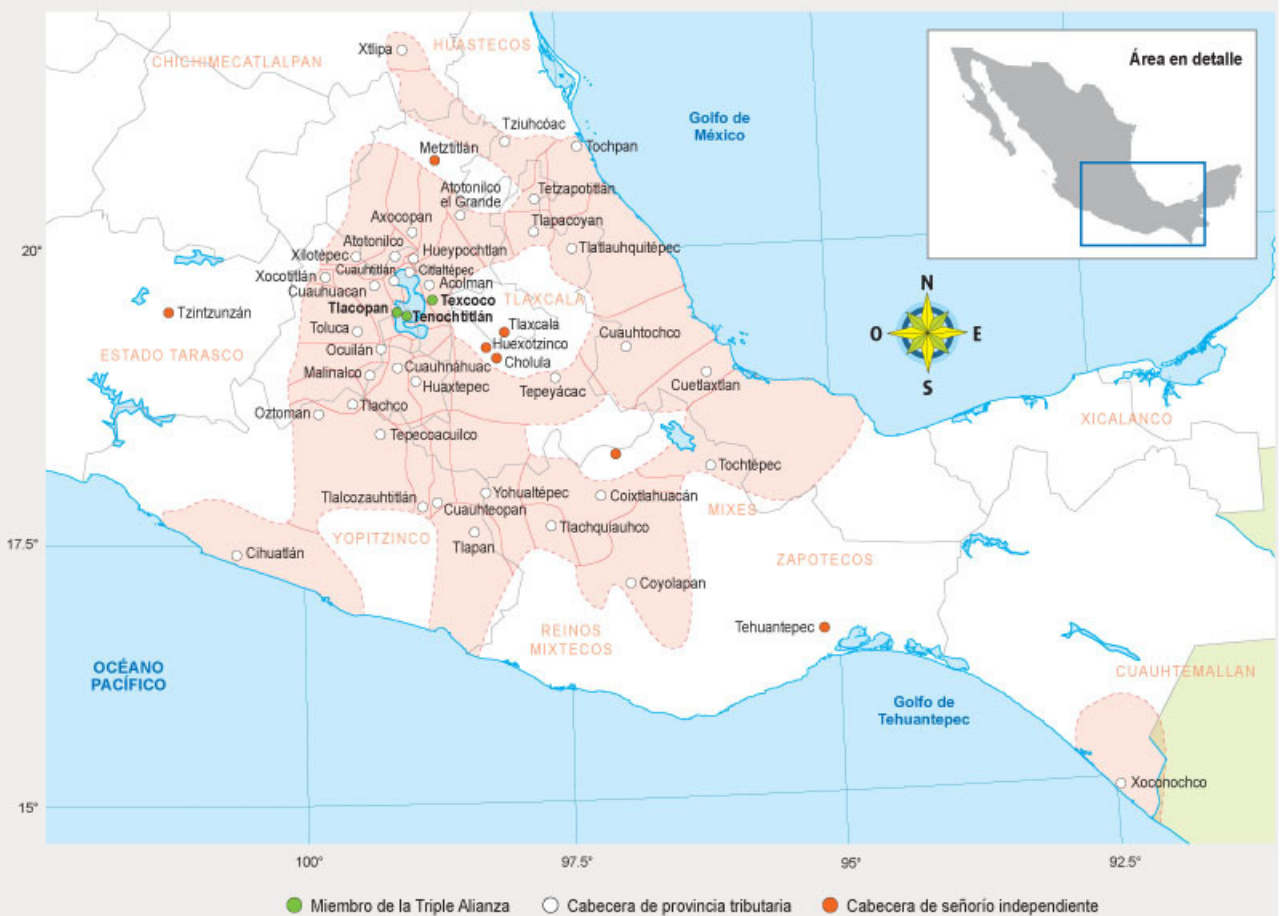 Xtlipa
HUASTECOS
CHICHIMECATLALPAN
Área en detalle
Golfo de
México
Tziuhcóac
Tochpan
Metztitlán
Atotonilco
el Grande
Tetzapotitlán
Axocopan
Tlapacoyan
Atotonilco
Hueypochtlan
Tlatlauhquitépec
20°
Xilotepec
Cuauhtitlán
Citlaltépec
Xocotitlán
Acolman
Cuauhuacan
Texcoco
TLAXCALA
Tlacopan
Tenochtitlán
Tzintzunzán
Toluca
Tlaxcala
Cuauhtochco
Huexotzinco
ESTADO TARASCO
Ocuilán
Cholula
Cuauhnáhuac
Malinalco
Huaxtepec
Tepeyácac
Cuetlaxtlan
Oztoman
Tlachco
Tepecoacuilco
N
O
E
S
XICALANCO
Tochtépec
Tlalcozauhtitlán
Yohualtépec
Coixtlahuacán
Cuauhteopan
MIXES
YOPITZINCO
Tlachquiauhco
Tlapan
17.5°
Cihuatlán
ZAPOTECOS
Coyolapan
REINOS
MIXTECOS
Tehuantepec
OCÉANO
PACÍFICO
CUAUHTEMALLAN
Golfo de
Tehuantepec
Xoconochco
15°
100°
97.5°
95°
92.5°
Miembro de la Triple Alianza
Cabecera de provincia tributaria
Cabecera de señorio independiente